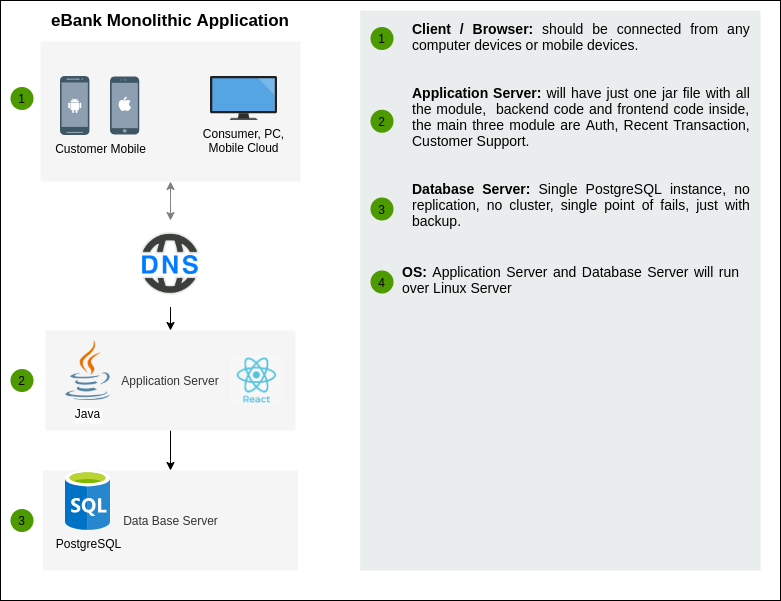 eBank Monolithic Application
1
Customer Mobile
Consumer, PC,
Mobile Cloud
DNS
2
Java
Application Server
React
3
SQL
PostgreSQL
Data Base Server
1
Client / Browser: should be connected from any
computer devices or mobile devices.
2
Application Server: will have just one jar file with all
the module, backend code and frontend code inside,
the main three module are Auth, Recent Transaction,
Customer Support.
3
Database Server: Single PostgreSQL instance, no
replication, no cluster, single point of fails, just with
backup.
4
OS: Application Server and Database Server will run
over Linux Server